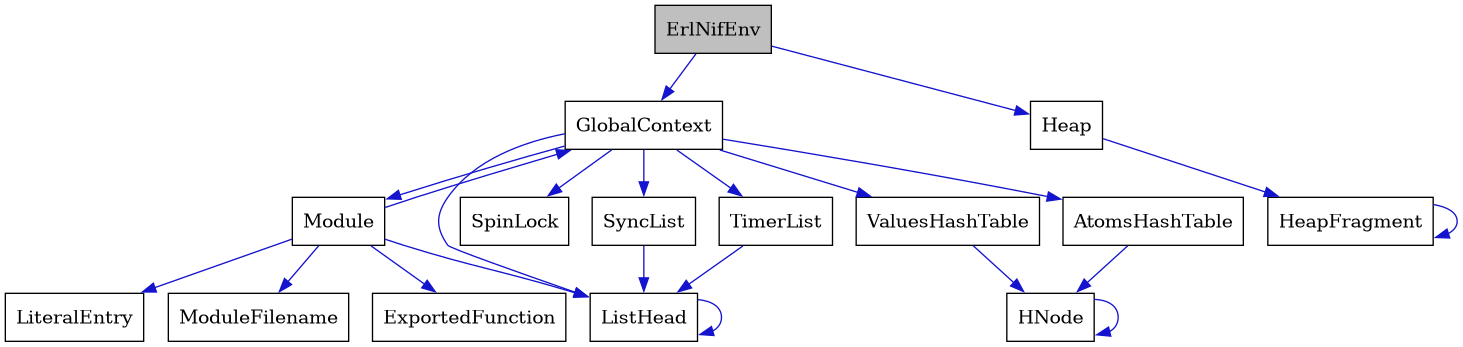 ErlNifEnv
GlobalContext
Heap
Module
SpinLock
SyncList
TimerList
ValuesHashTable
AtomsHashTable
HeapFragment
LiteralEntry
ModuleFilename
ExportedFunction
ListHead
HNode